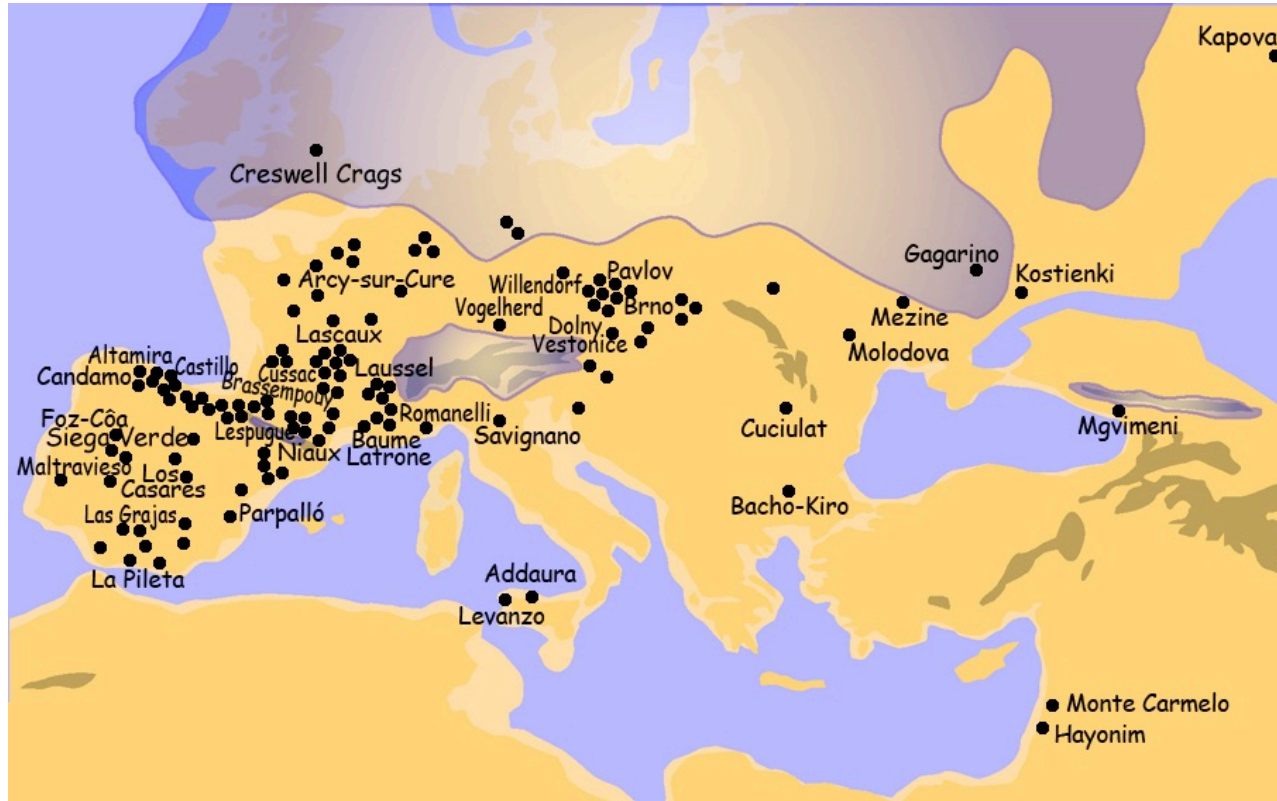 Kapova
Creswell Crags
Gagarino
Kostienki
Arcy-sur-Cure
Willendorf
Pavlov
Vogelherd
Brno
Mezine
Dolny
Vestonice
Molodova
Lascaux
Altamira
Castillo
Candamo
Cussac
Laussel
Brassempouy
Foz-Côa
Siega Verde
Lespugue
Romanelli
Savignano
Cuciulat
Mgvimeni
Niaux
Baume
Latrone
Maltravieso
Los
Casares
Las Grajas
Parpalló
Bacho-Kiro
La Pileta
Addaura
Levanzo
Monte Carmelo
Hayonim